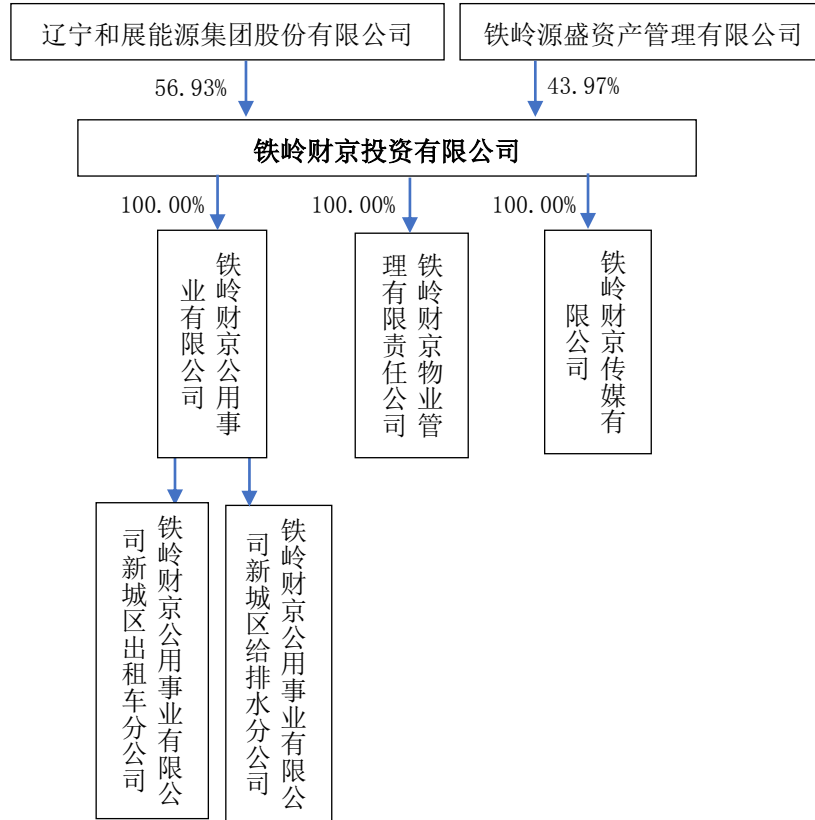 辽宁和展能源集团股份有限公司
铁岭源盛资产管理有限公司
56.93%
43.97%
铁岭财京投资有限公司
100.00%
100.00%
100.00%
铁岭财京公用事
业有限公司
铁岭财京物业管
理有限责任公司
铁岭财京传媒有
限公司
铁岭财京公用事业有限公
司新城区出租车分公司
铁岭财京公用事业有限公
司新城区给排水分公司